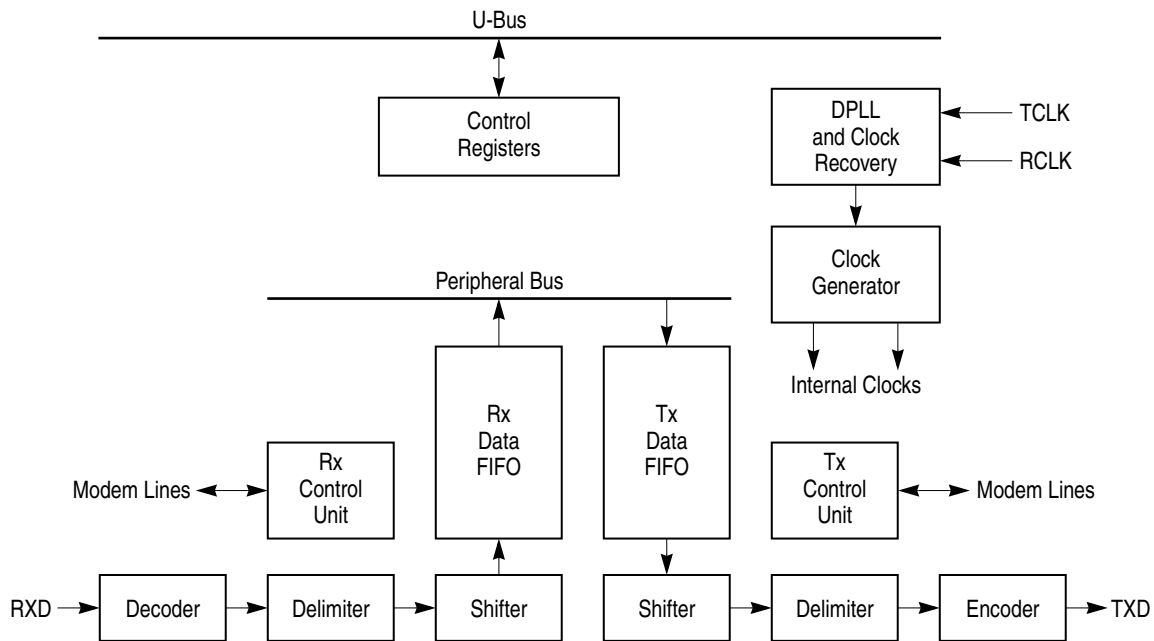 U-Bus
Control
Registers
DPLL
and Clock
Recovery
TCLK
RCLK
Clock
Generator
Internal Clocks
Peripheral Bus
Rx
Data
FIFO
Tx
Data
FIFO
Modem Lines
Rx
Control
Unit
Tx
Control
Unit
Modem Lines
RXD
Decoder
Delimiter
Shifter
Shifter
Delimiter
Encoder
TXD